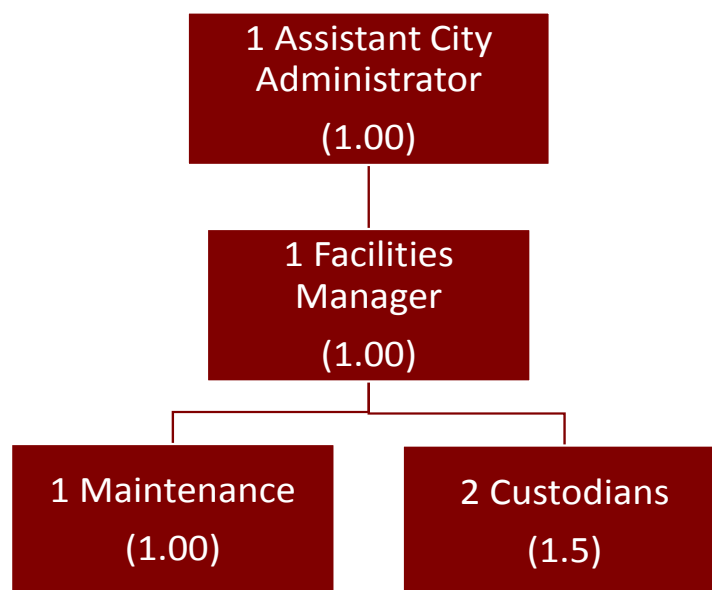 1 Assistant City
Administrator
(1.00)
1 Facilities
Manager
(1.00)
1 Maintenance
(1.00)
2 Custodians
(1.5)